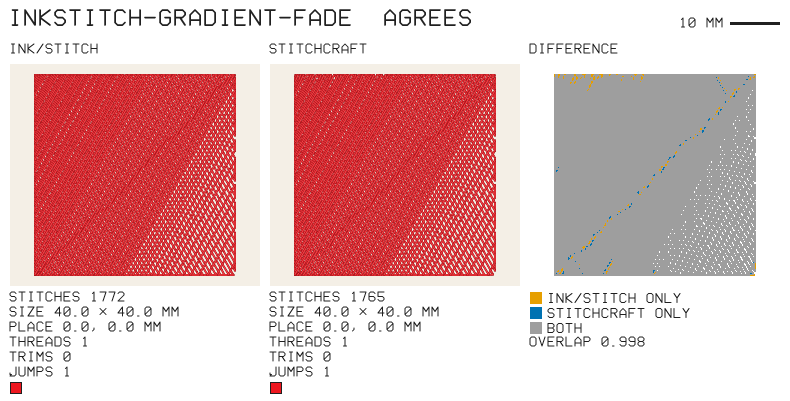 INKSTITCH-GRADIENT-FADE AGREES
10 MM
INK/STITCH
STITCHES 1772
SIZE 40.0 × 40.0 MM
PLACE 0.0, 0.0 MM
THREADS 1
TRIMS 0
JUMPS 1
STITCHCRAFT
STITCHES 1765
SIZE 40.0 × 40.0 MM
PLACE 0.0, 0.0 MM
THREADS 1
TRIMS 0
JUMPS 1
DIFFERENCE
INK/STITCH ONLY
STITCHCRAFT ONLY
BOTH
OVERLAP 0.998